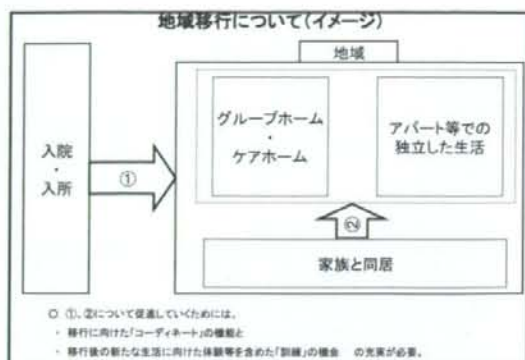 地域移行について(イメージ)
地域
入院
・
入所
①
グループホーム
・
ケアホーム
アパート等での
独立した生活
②
家族と同居
○ ①、②について促進していくためには、
・ 移行に向けた「コーディネート」の機能と
・ 移行後の新たな生活に向けた体験等を含めた「訓練」の機会 の充実が必要。